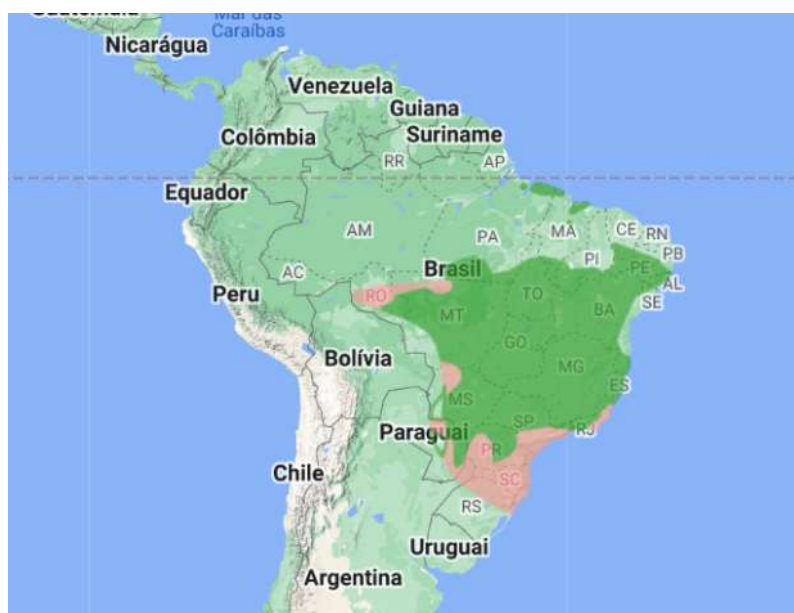 Guatemala
Mar das
Caraíbas
Nicarágua
Venezuela
Guiana
Suriname
Colômbia
RR
AP
Equador
AM
PA
MA
CE
RN
PB
PI
PE
AL
SE
AC
Brasil
RO
Peru
MT
TO
BA
GO
Bolívia
MG
ES
MS
SP
RJ
Paraguai
PR
SC
Chile
RS
Uruguai
Argentina